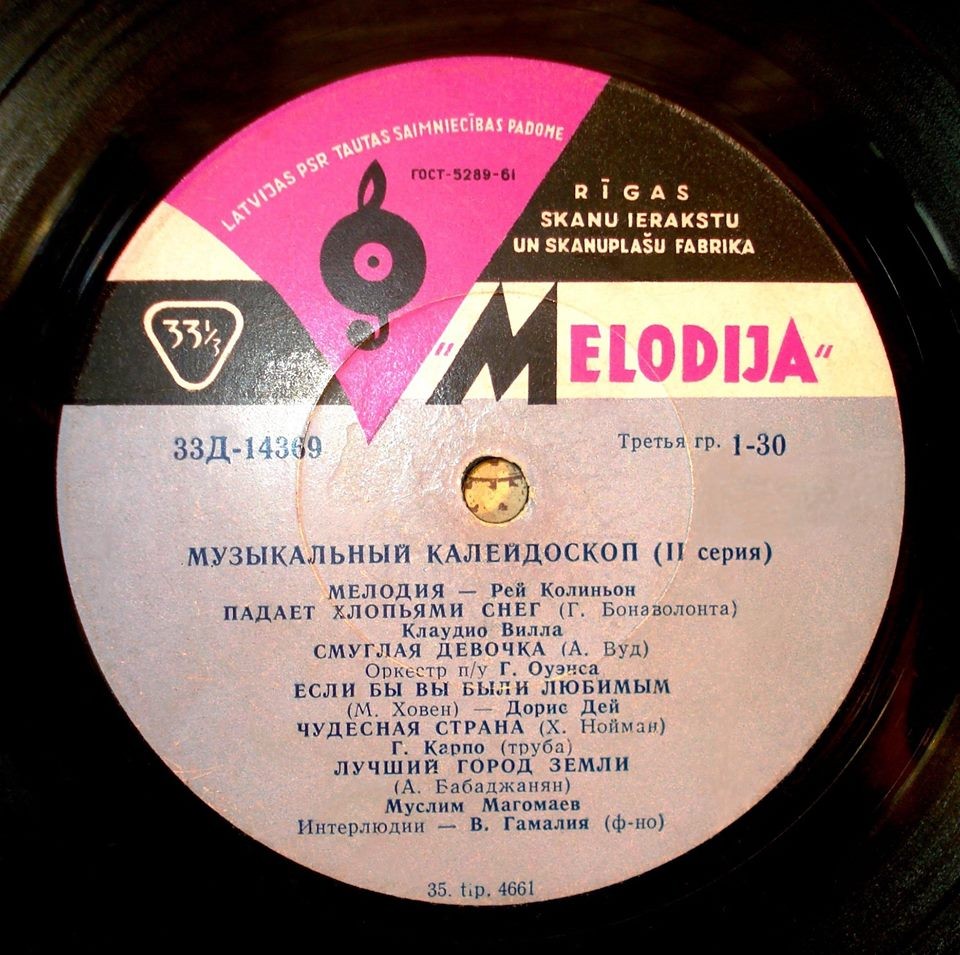 LATVIJAS PSR TAUTAS SAIMNIECĪBAS PADOME
ГОСТ-5289-61
RĪGAS
SKANU IERAKSTU
UN SKANUPLAŠU FABRIKA
33⅓
"MELODIJA"
33Д-14369
Третья гр. 1-30
МУЗЫКАЛЬНЫЙ КАЛЕЙДОСКОП (II серия)
МЕЛОДИЯ — Рей Колиньон
ПАДАЕТ ХЛОПЬЯМИ СНЕГ (Г. Бонаволонта)
Клаудио Вилла
СМУГЛАЯ ДЕВОЧКА (А. Вуд)
Оркестр п/у Г. Оуэнса
ЕСЛИ БЫ ВЫ БЫЛИ ЛЮБИМЫМ
(М. Ховен) — Дорис Дей
ЧУДЕСНАЯ СТРАНА (Х. Нойман)
Г. Карпо (труба)
ЛУЧШИЙ ГОРОД ЗЕМЛИ
(А. Бабаджанян)
Муслим Магомаев
Интерлюдии — В. Гамалия (ф-но)
35. tip. 4661